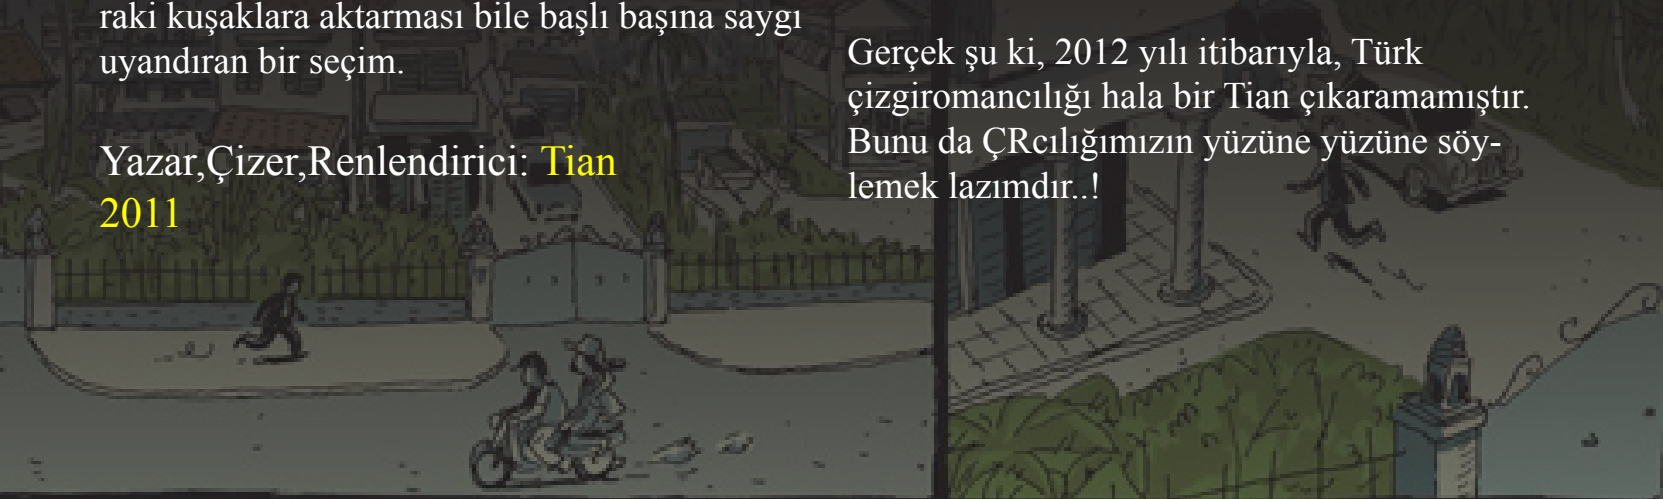 raki kuşaklara aktarması bile başlı başına saygı
uyandıran bir seçim.
Yazar,Çizer,Renlendirici: Tian
2011
Gerçek şu ki, 2012 yılı itibarıyla, Türk
çizgiromancılığı hala bir Tian çıkaramamıştır.
Bunu da ÇRcılığımızın yüzüne yüzüne söy-
lemek lazımdır..!